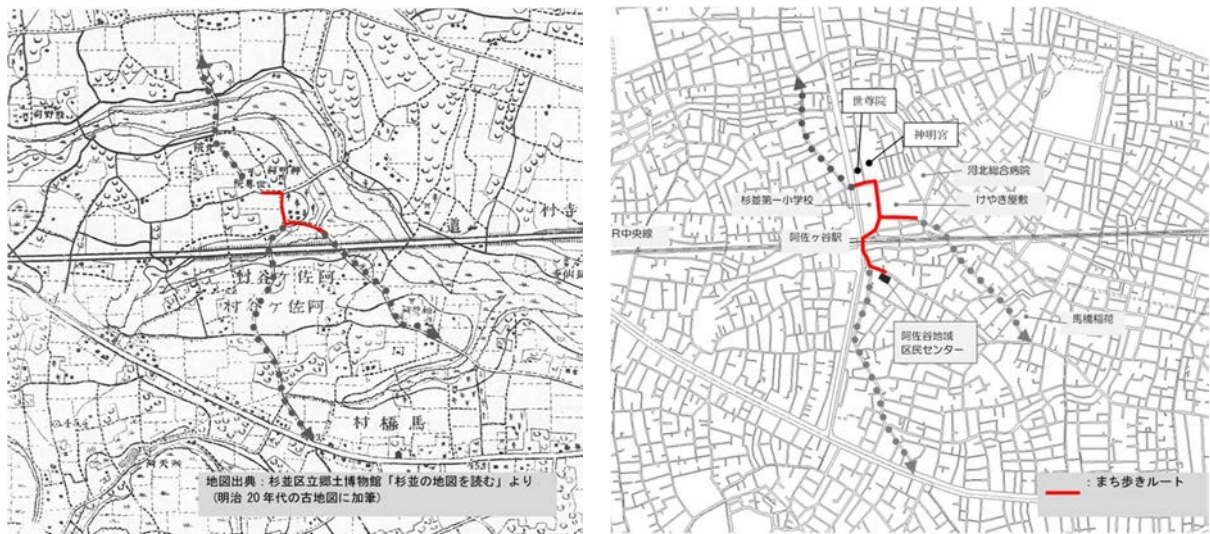 道
村寺
村谷ケ佐阿
村谷ケ佐阿
村橋馬
地図出典：杉並区立郷土博物館「杉並の地図を読む」より
（明治 20 年代の古地図に加筆）
世尊院
神明宮
河北総合病院
杉並第一小学校
けやき屋敷
R中央線
阿佐ヶ谷駅
馬橋稲荷
阿佐谷地域
区民センター
：まち歩きルート